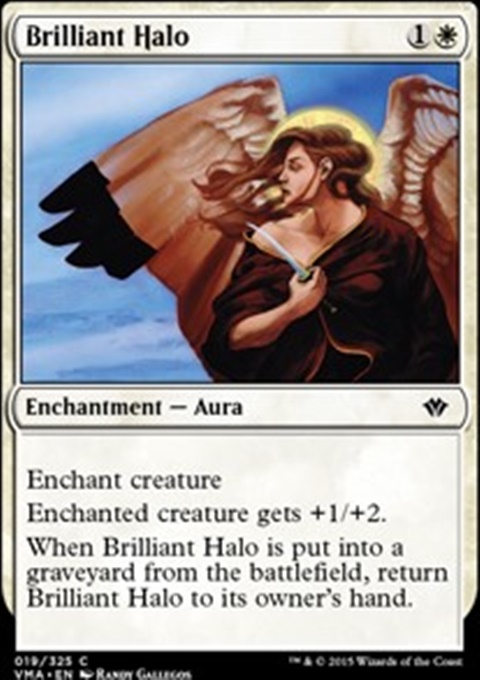 Brilliant Halo 1
Enchantment — Aura
Enchant creature
Enchanted creature gets +1/+2.
When Brilliant Halo is put into a
graveyard from the battlefield, return
Brilliant Halo to its owner's hand.
019/325 C
VMA • EN Randy Gallegos
™ & © 2015 Wizards of the Coast